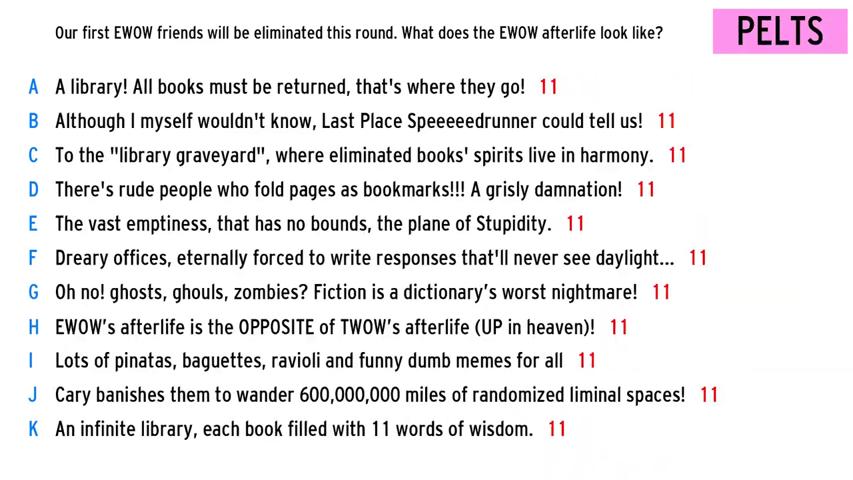 Our first EWOW friends will be eliminated this round. What does the EWOW afterlife look like?
PELTS
A A library! All books must be returned, that's where they go! 11
B Although I myself wouldn't know, Last Place Speeeeedrunner could tell us! 11
C To the "library graveyard", where eliminated books' spirits live in harmony. 11
D There's rude people who fold pages as bookmarks!!! A grisly damnation! 11
E The vast emptiness, that has no bounds, the plane of Stupidity. 11
F Dreary offices, eternally forced to write responses that'll never see daylight... 11
G Oh no! ghosts, ghouls, zombies? Fiction is a dictionary’s worst nightmare! 11
H EWOW’s afterlife is the OPPOSITE of TWOW’s afterlife (UP in heaven)! 11
I Lots of pinatas, baguettes, ravioli and funny dumb memes for all 11
J Cary banishes them to wander 600,000,000 miles of randomized liminal spaces! 11
K An infinite library, each book filled with 11 words of wisdom. 11